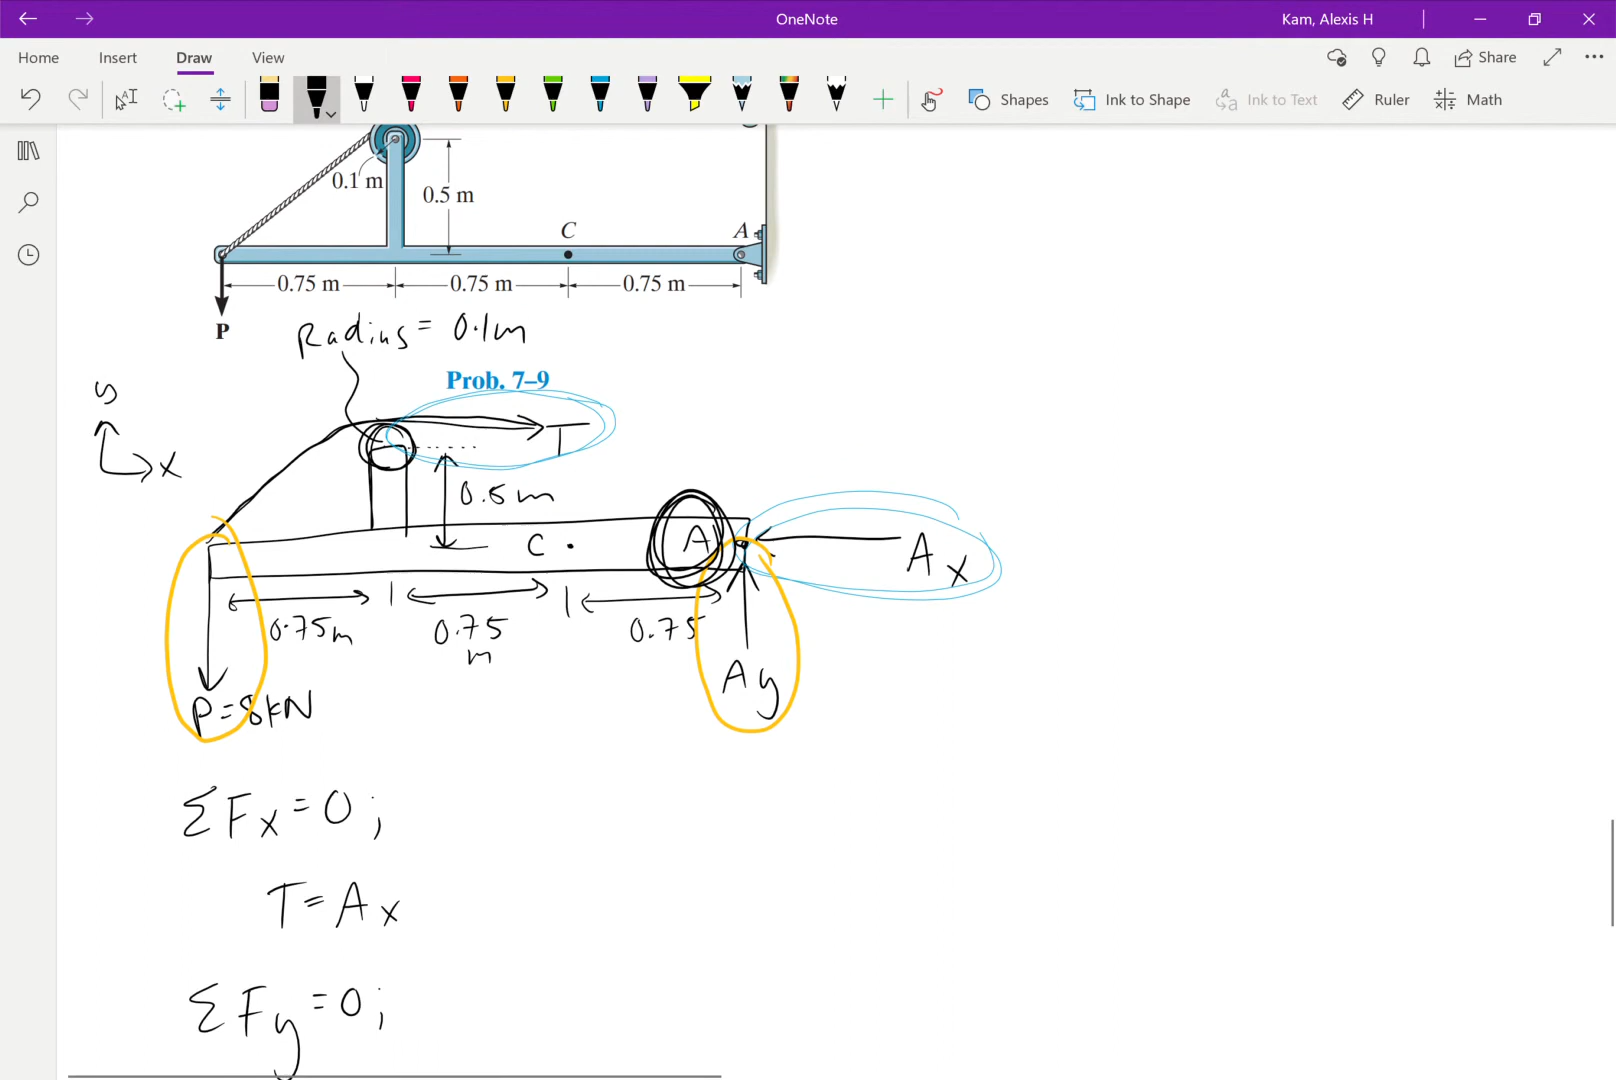 OneNote
Kam, Alexis H
Home Insert Draw View
Share
Shapes Ink to Shape Ink to Text Ruler Math
0.1 m
0.5 m
C
A
0.75 m 0.75 m 0.75 m
P
Radius = 0.1m
Prob. 7–9
y
x
T
0.5m
C
A
Ax
0.75m
0.75 m
0.75
Ay
P=8kN
ΣFx=0;
T=Ax
ΣFy=0;